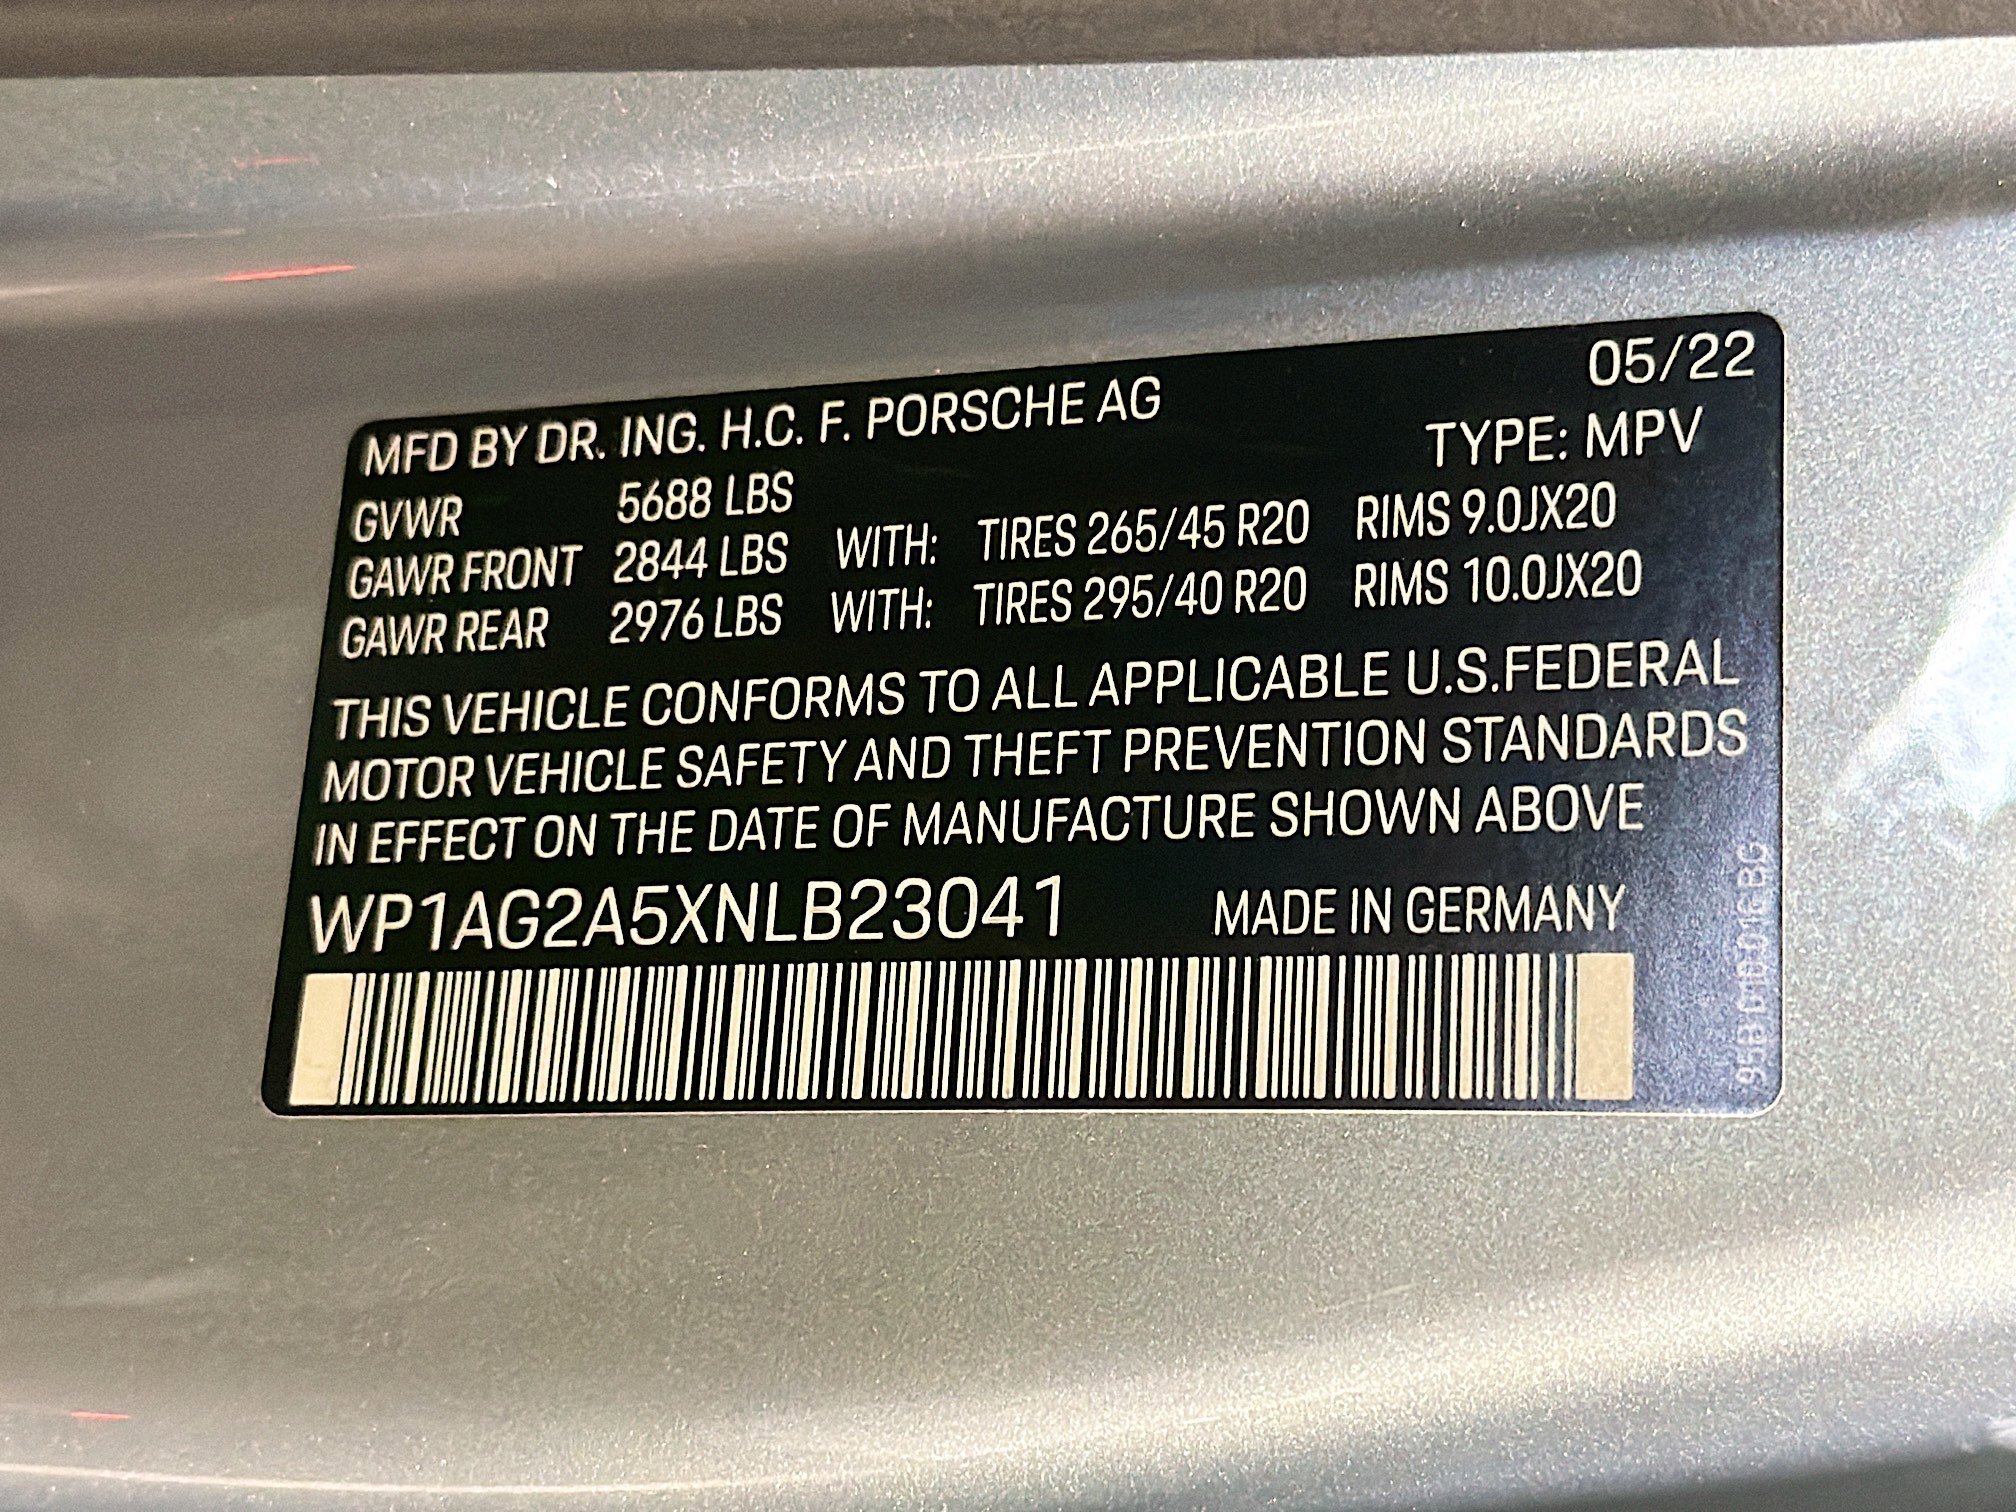 05/22
MFD BY DR. ING. H.C. F. PORSCHE AG
TYPE: MPV
GVWR 5688 LBS
GAWR FRONT 2844 LBS WITH: TIRES 265/45 R20 RIMS 9.0JX20
GAWR REAR 2976 LBS WITH: TIRES 295/40 R20 RIMS 10.0JX20
THIS VEHICLE CONFORMS TO ALL APPLICABLE U.S.FEDERAL
MOTOR VEHICLE SAFETY AND THEFT PREVENTION STANDARDS
IN EFFECT ON THE DATE OF MANUFACTURE SHOWN ABOVE
WP1AG2A5XNLB23041 MADE IN GERMANY